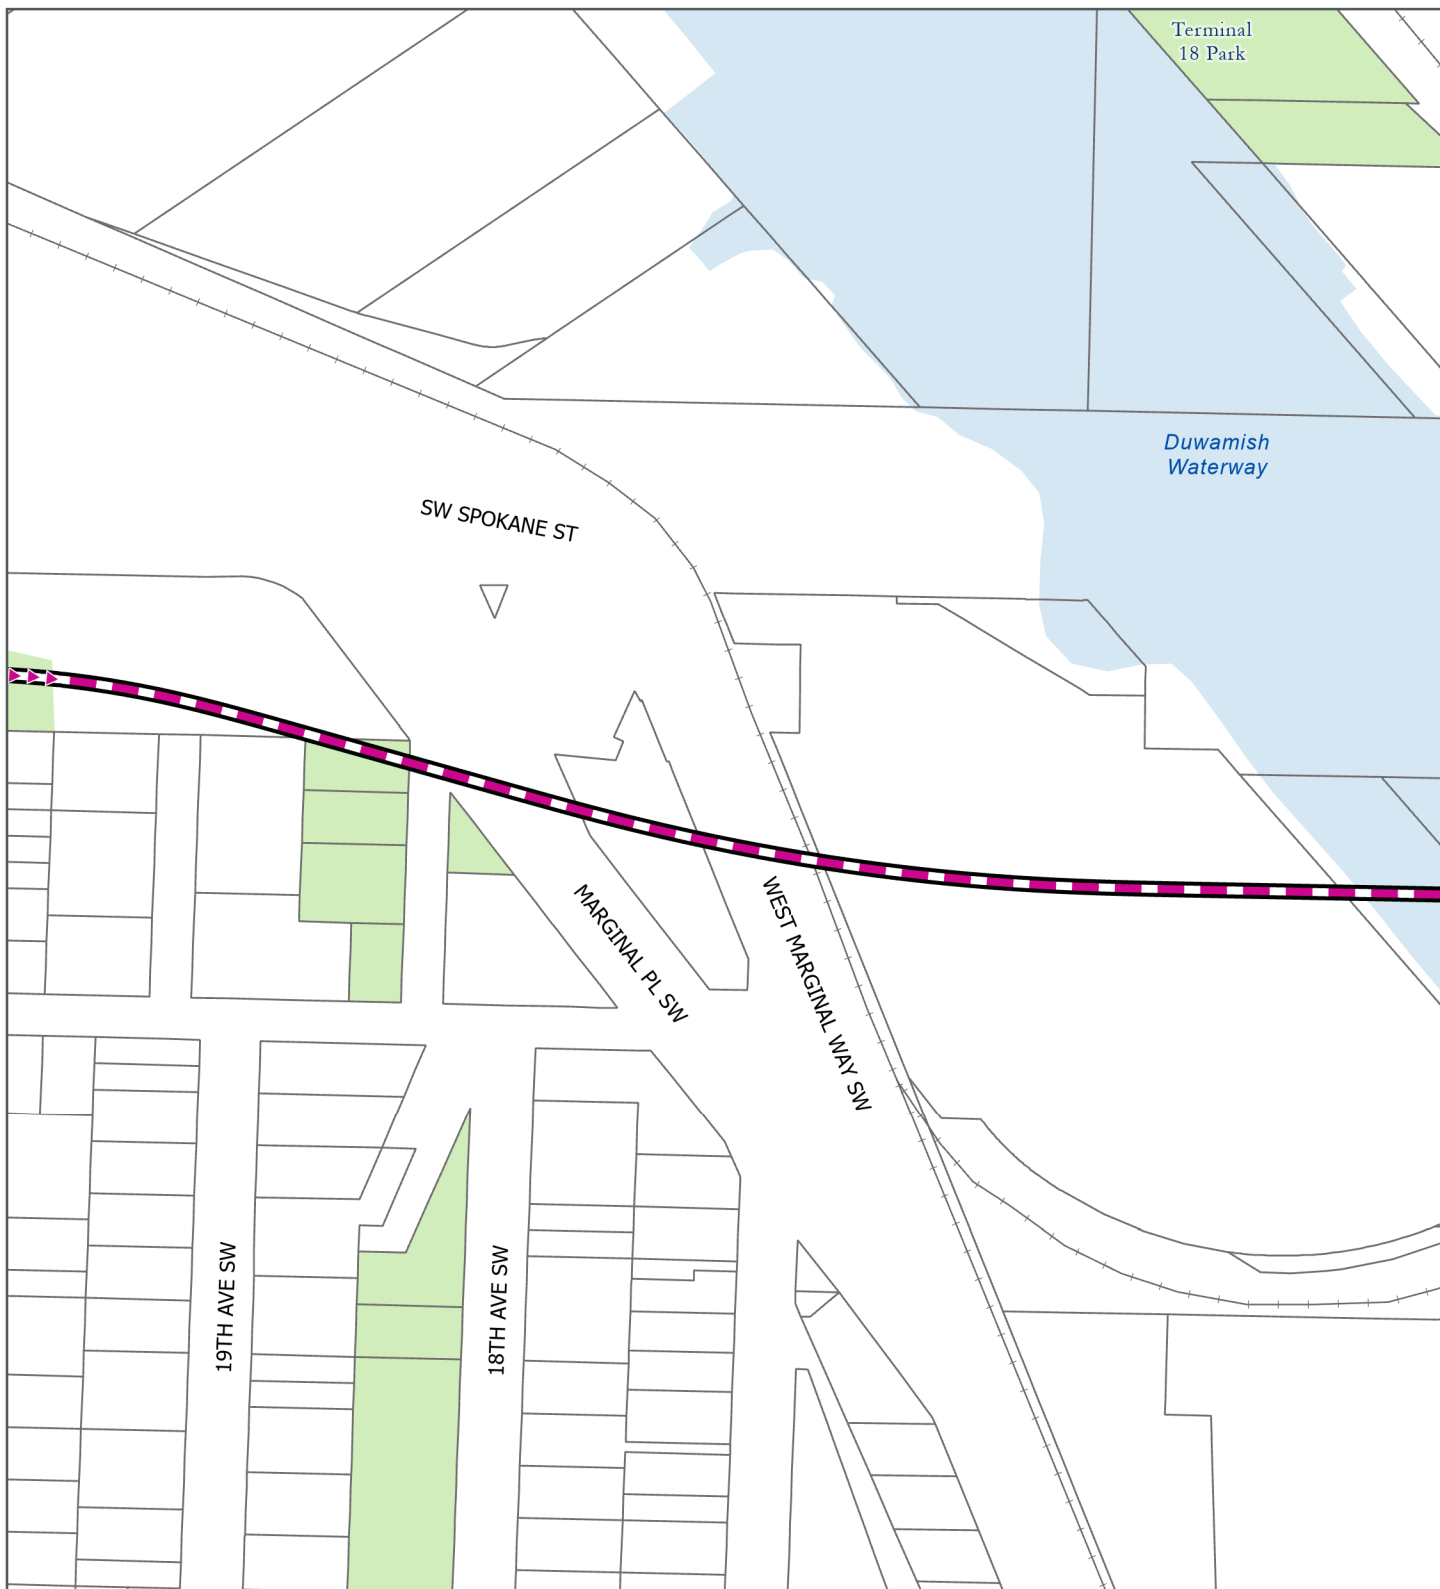 Terminal
18 Park
Duwamish
Waterway
SW SPOKANE ST
MARGINAL PL SW
WEST MARGINAL WAY SW
19TH AVE SW
18TH AVE SW